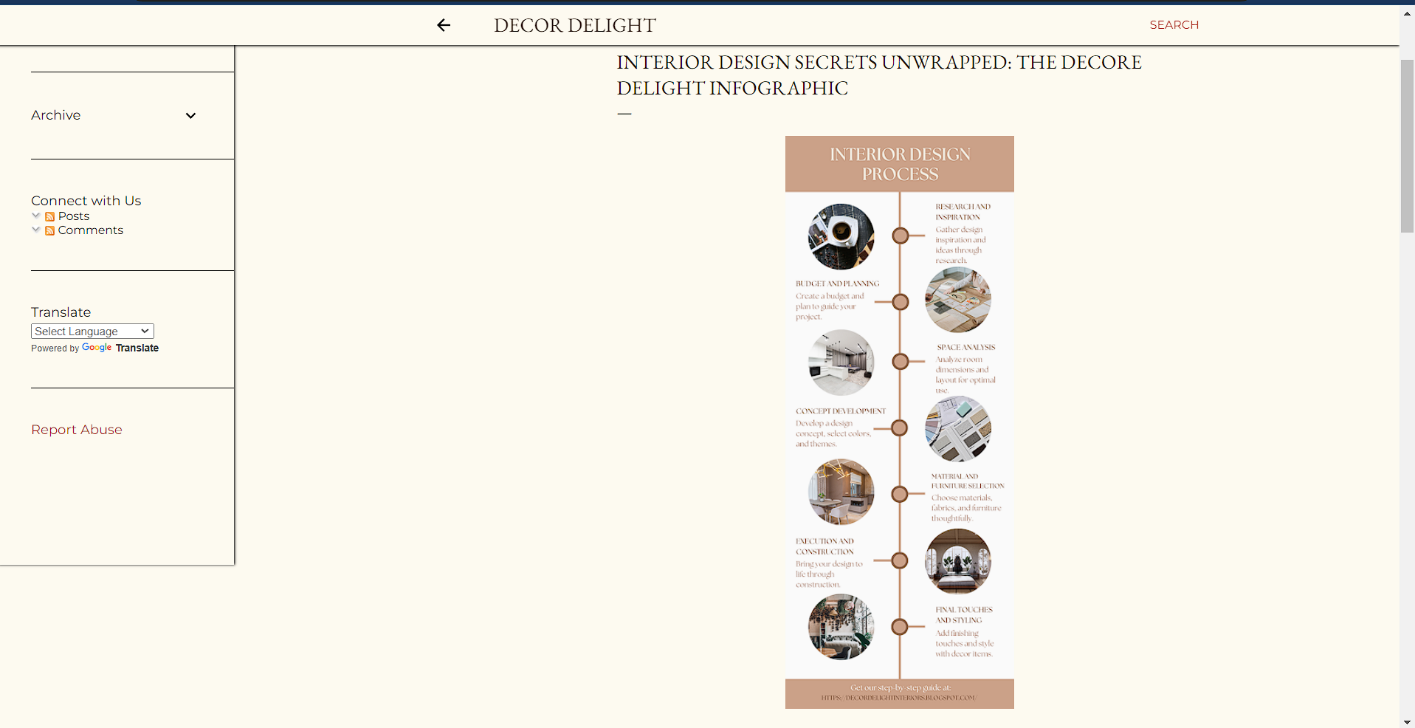 DECOR DELIGHT
SEARCH
Archive
Connect with Us
Posts
Comments
Translate
Select Language
Powered by Google Translate
Report Abuse
INTERIOR DESIGN SECRETS UNWRAPPED: THE DECORE
DELIGHT INFOGRAPHIC
INTERIOR DESIGN
PROCESS
RESEARCH AND
INSPIRATION
Gather design
inspiration and
ideas through
research.
BUDGET AND PLANNING
Create a budget and
plan to guide your
project.
SPACE ANALYSIS
Analyze room
dimensions and
layout for optimal
use.
CONCEPT DEVELOPMENT
Develop a design
concept, select colors,
and themes.
MATERIAL AND
FURNITURE SELECTION
Choose materials,
fabrics, and furniture
thoughtfully.
EXECUTION AND
CONSTRUCTION
Bring your design to
life through
construction.
FINAL TOUCHES
AND STYLING
Add finishing
touches and style
with decor items.
Get our step-by-step guide at:
HTTPS://DECORDELIGHTINTERIORS.BLOGSPOT.COM/